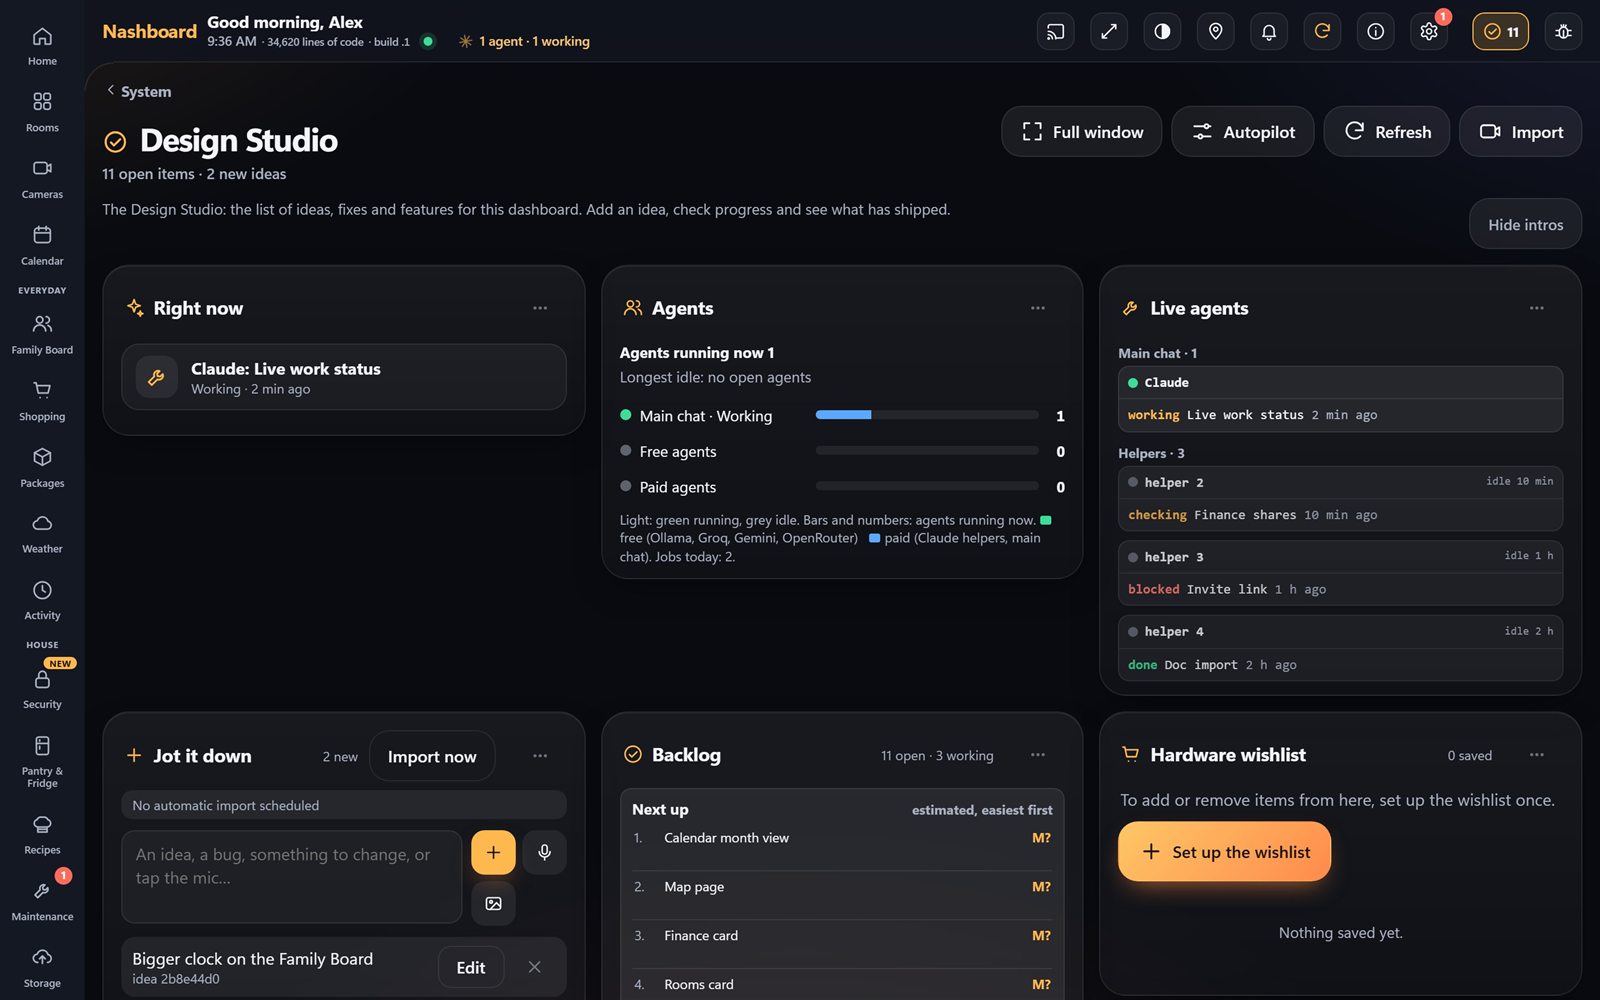 Nashboard
Good morning, Alex
9:36 AM · 34,620 lines of code · build .1
1 agent · 1 working
1
11
Home
Rooms
Cameras
Calendar
EVERYDAY
Family Board
Shopping
Packages
Weather
Activity
HOUSE
NEW
Security
Pantry &
Fridge
Recipes
1
Maintenance
Storage
System
Design Studio
11 open items · 2 new ideas
Full window
Autopilot
Refresh
Import
The Design Studio: the list of ideas, fixes and features for this dashboard. Add an idea, check progress and see what has shipped.
Hide intros
Right now
Claude: Live work status
Working · 2 min ago
Agents
Agents running now 1
Longest idle: no open agents
Main chat · Working 1
Free agents 0
Paid agents 0
Light: green running, grey idle. Bars and numbers: agents running now.
free (Ollama, Groq, Gemini, OpenRouter) paid (Claude helpers, main
chat). Jobs today: 2.
Live agents
Main chat · 1
Claude
working Live work status 2 min ago
Helpers · 3
helper 2 idle 10 min
checking Finance shares 10 min ago
helper 3 idle 1 h
blocked Invite link 1 h ago
helper 4 idle 2 h
done Doc import 2 h ago
Jot it down 2 new Import now
No automatic import scheduled
An idea, a bug, something to change, or
tap the mic...
Bigger clock on the Family Board
idea 2b8e44d0
Edit
Backlog 11 open · 3 working
Next up estimated, easiest first
1. Calendar month view M?
2. Map page M?
3. Finance card M?
4. Rooms card M?
Hardware wishlist 0 saved
To add or remove items from here, set up the wishlist once.
Set up the wishlist
Nothing saved yet.